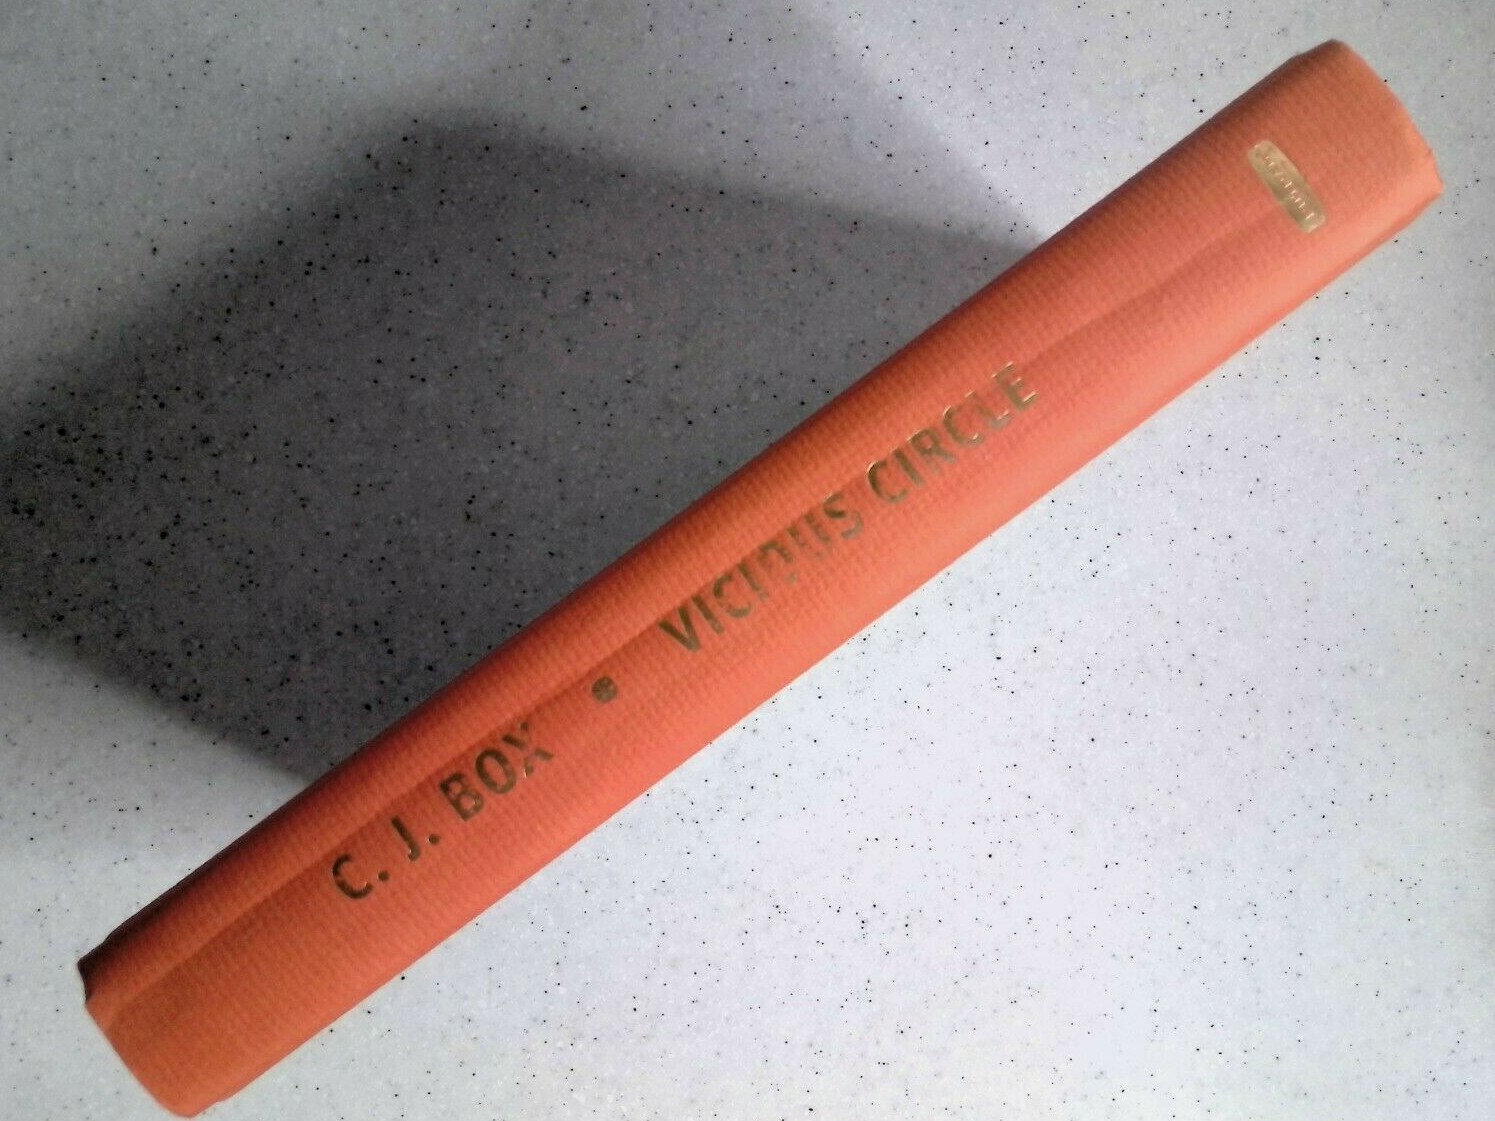 C. J. BOX • VICIOUS CIRCLE